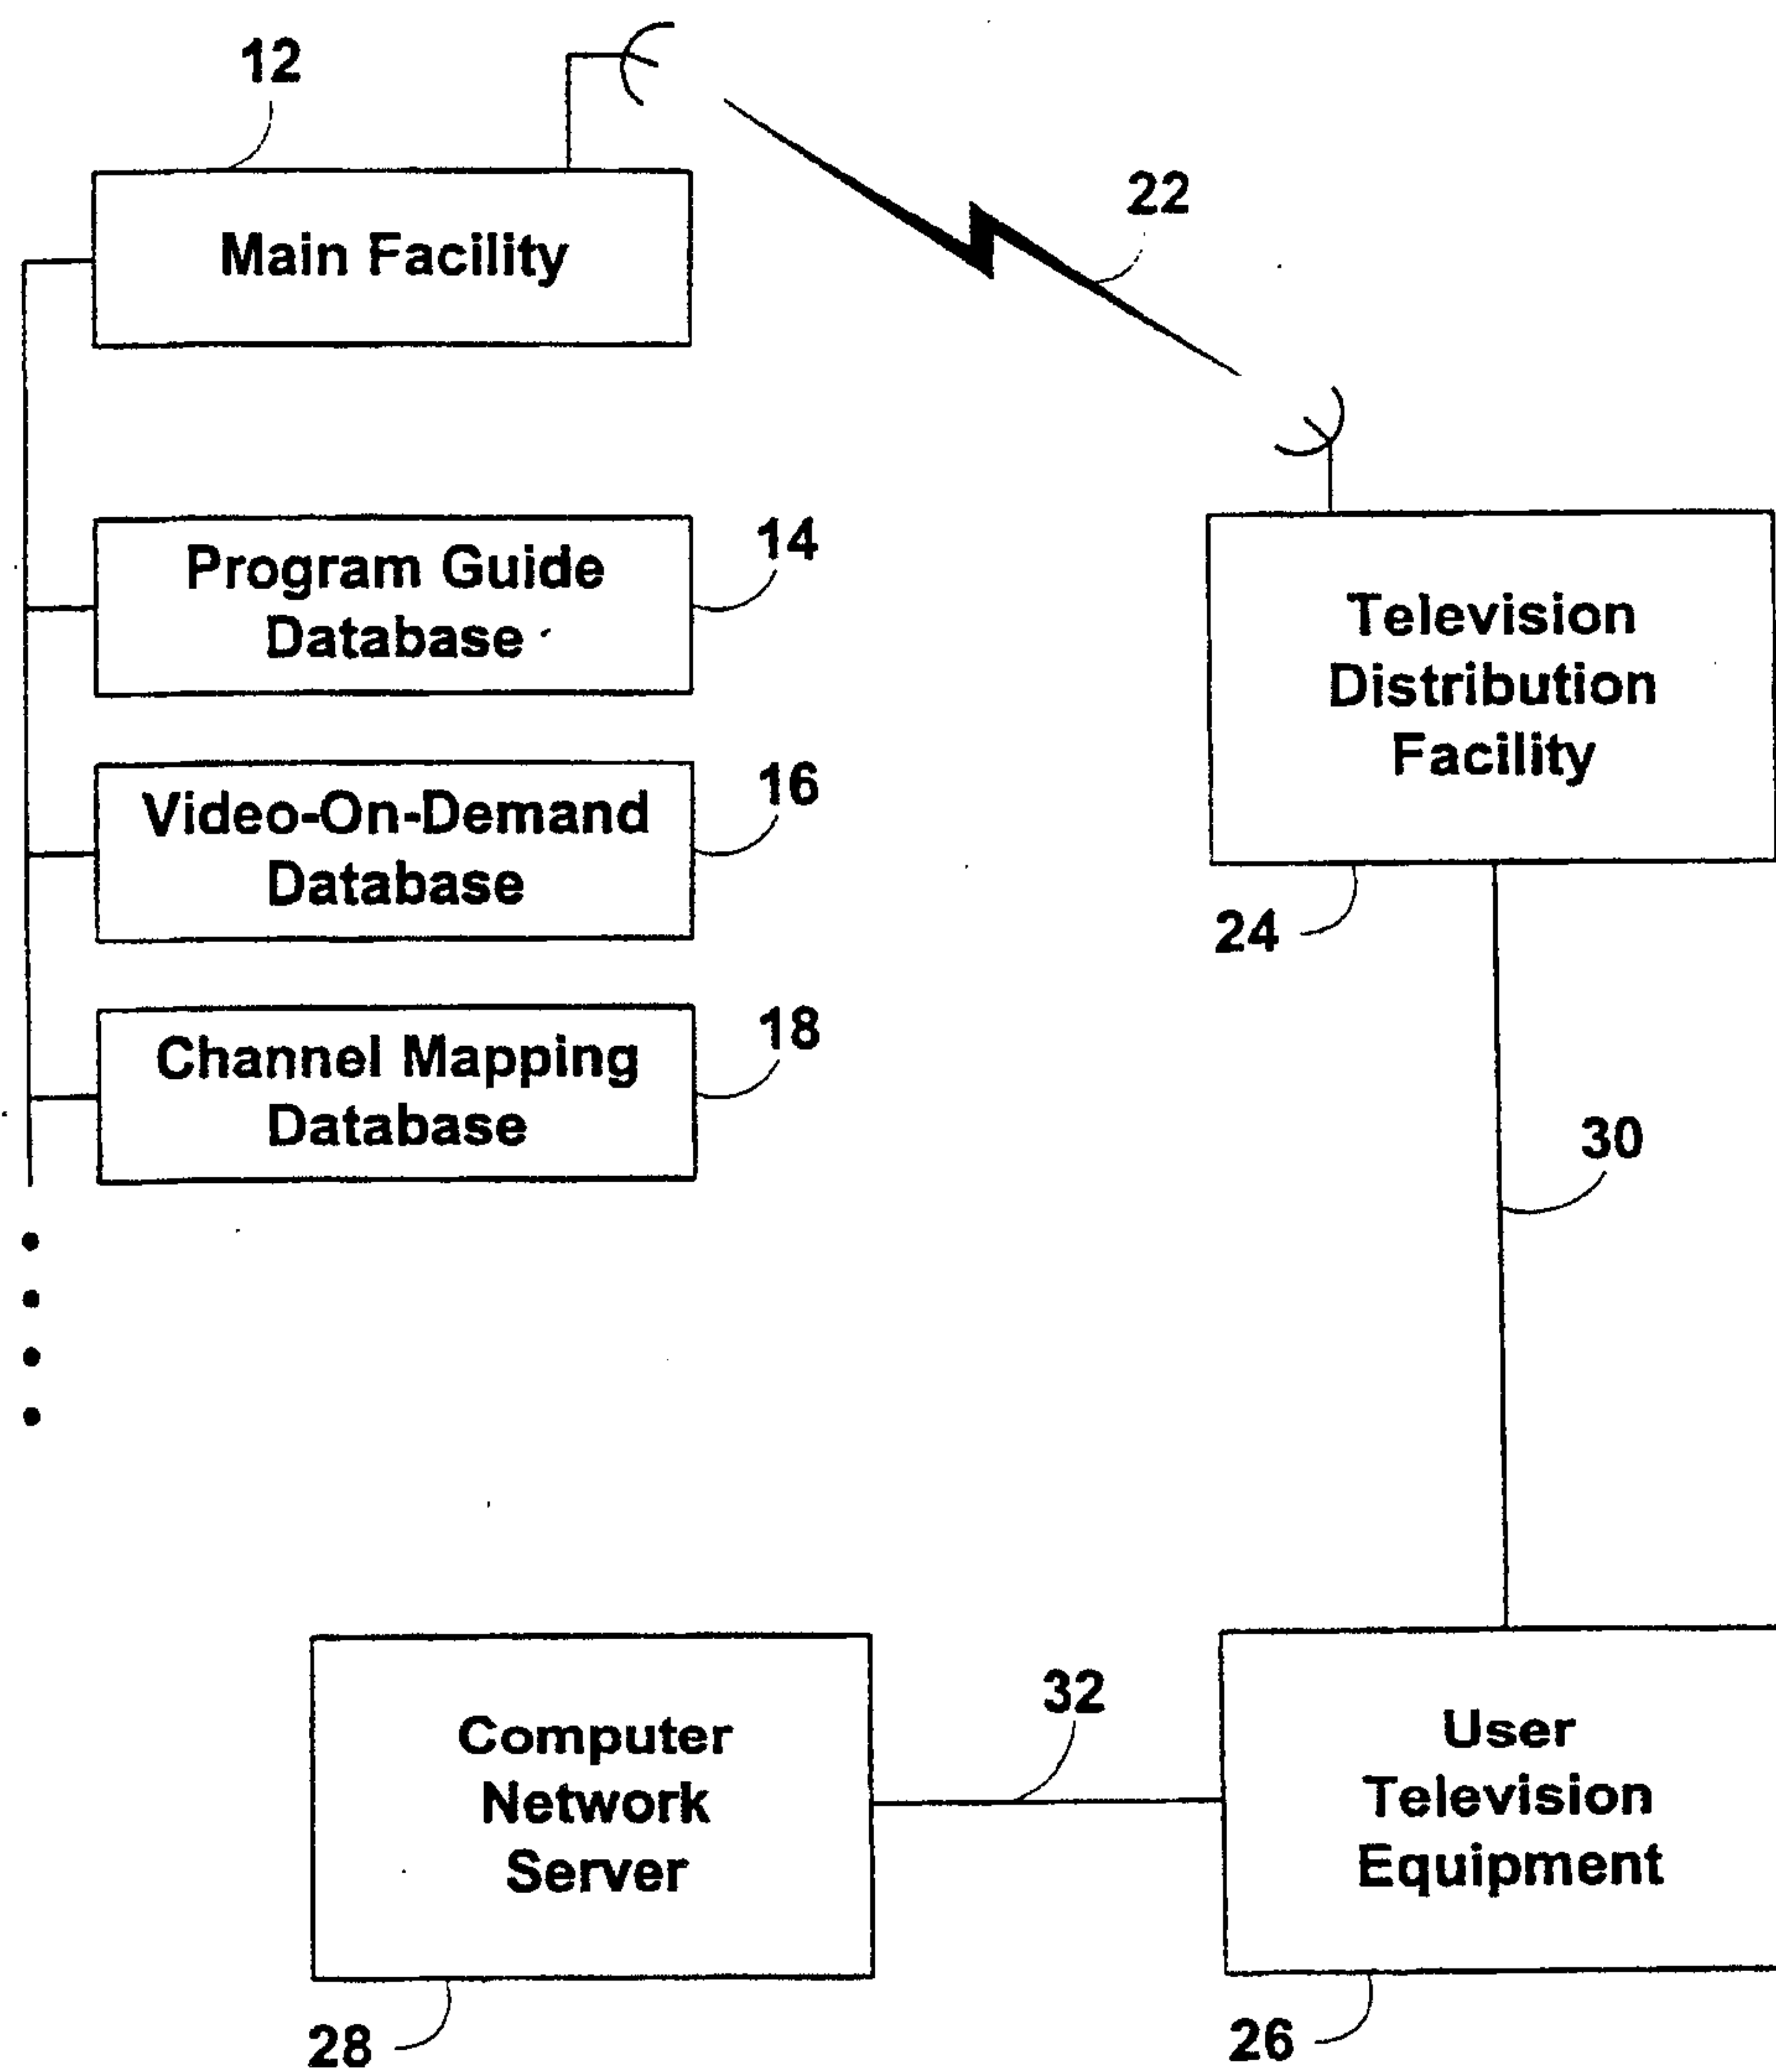 12
Main Facility
22
Program Guide
Database
14
Video-On-Demand
Database
16
Channel Mapping
Database
18
Television
Distribution
Facility
24
30
Computer
Network
Server
28
32
User
Television
Equipment
26